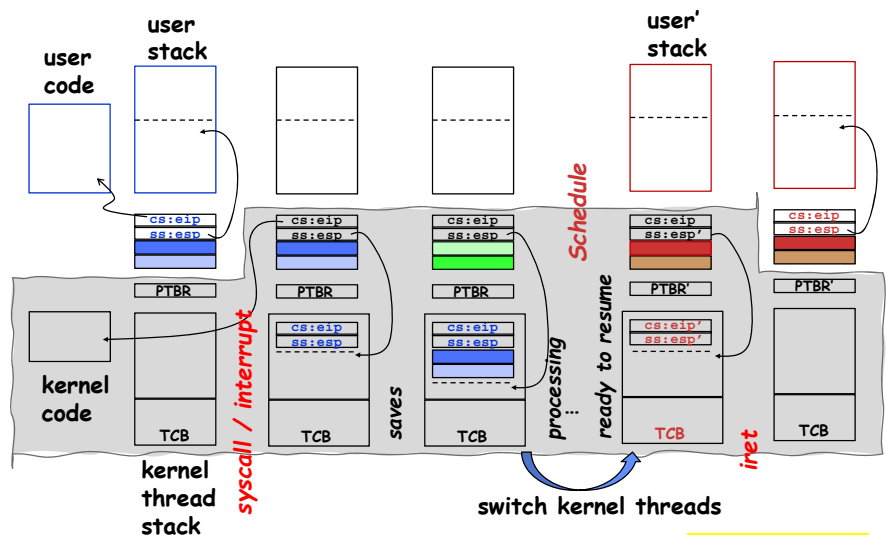 user
code
user
stack
user’
stack
cs:eip
ss:esp
cs:eip
ss:esp
cs:eip
ss:esp
Schedule
cs:eip
ss:esp’
cs:eip
ss:esp
PTBR
PTBR
PTBR
PTBR’
PTBR’
syscall / interrupt
cs:eip
ss:esp
saves
cs:eip
ss:esp
processing
...
ready to resume
cs:eip’
ss:esp’
iret
kernel
code
TCB
TCB
TCB
TCB
TCB
kernel
thread
stack
switch kernel threads